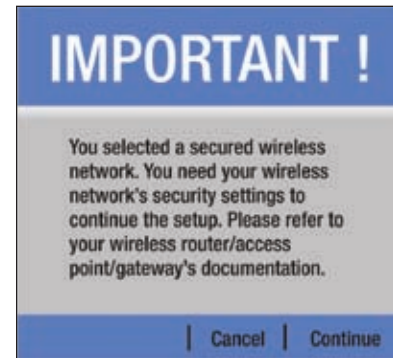 IMPORTANT !
You selected a secured wireless
network. You need your wireless
network's security settings to
continue the setup. Please refer to
your wireless router/access
point/gateway's documentation.
| Cancel | Continue